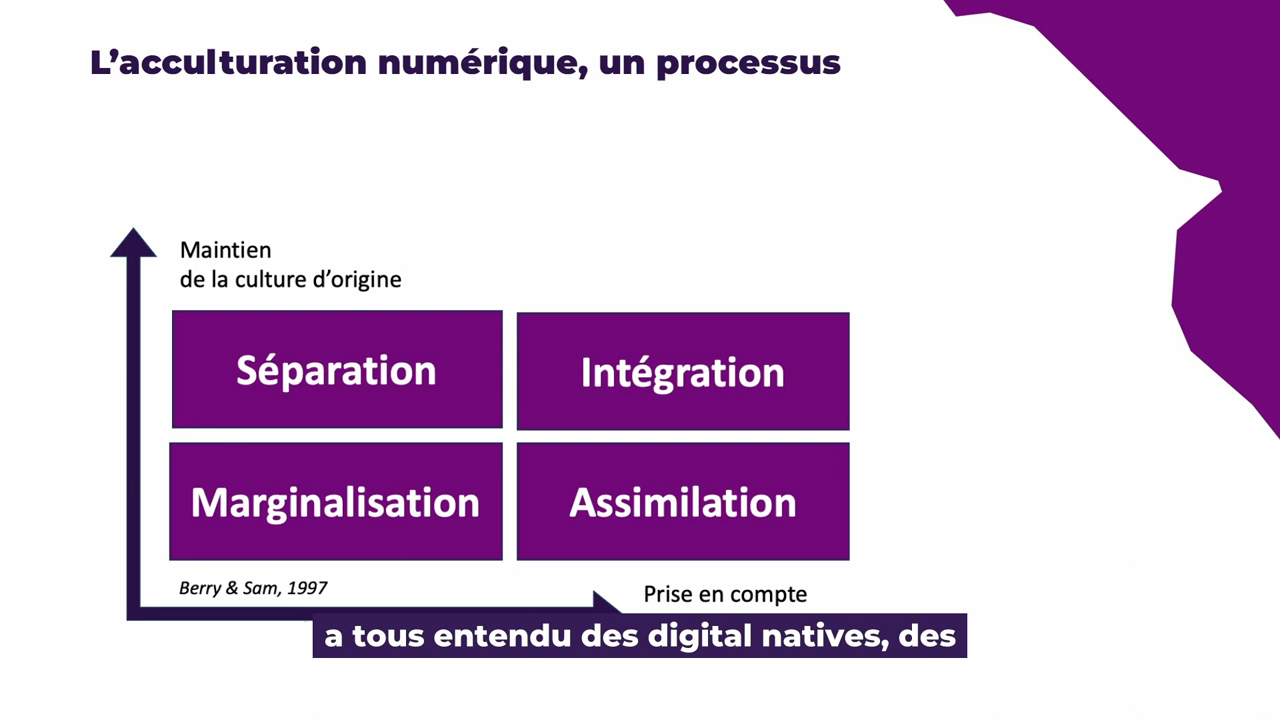 L’acculturation numérique, un processus
Maintien
de la culture d’origine
Séparation
Intégration
Marginalisation
Assimilation
Berry & Sam, 1997
Prise en compte
a tous entendu des digital natives, des